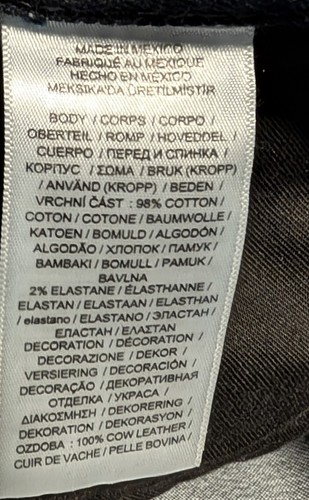 MADE IN MEXICO
FABRIQUÉ AU MEXIQUE
HECHO EN MÉXICO
MEKSIKA'DA ÜRETİLMİŞTİR
BODY / CORPS / CORPO /
OBERTEIL / ROMP / HOVEDDEL /
CUERPO / ПЕРЕД И СПИНКА /
КОРПУС / ΣΩΜΑ / BRUK (KROPP)
/ ANVÄND (KROPP) / BEDEN /
VRCHNÍ ČÁST : 98% COTTON /
COTON / COTONE / BAUMWOLLE /
KATOEN / BOMULD / ALGODÓN /
ALGODÃO / ХЛОПОК / ПАМУК /
BAMBAKI / BOMULL / PAMUK /
BAVLNA
2% ELASTANE / ÉLASTHANNE /
ELASTAN / ELASTAAN / ELASTHAN
/ elastano / ELASTANO / ЭЛАСТАН /
ЕЛАСТАН / ΕΛΑΣΤΑΝ
DECORATION / DÉCORATION /
DECORAZIONE / DEKOR /
VERSIERING / DECORACIÓN /
DECORAÇÃO / ДЕКОРАТИВНАЯ
ОТДЕЛКА / УКРАСА /
ΔΙΑΚΟΣΜΗΣΗ / DEKORERING /
DEKORATION / DEKORASYON /
OZDOBA : 100% COW LEATHER /
CUIR DE VACHE / PELLE BOVINA /